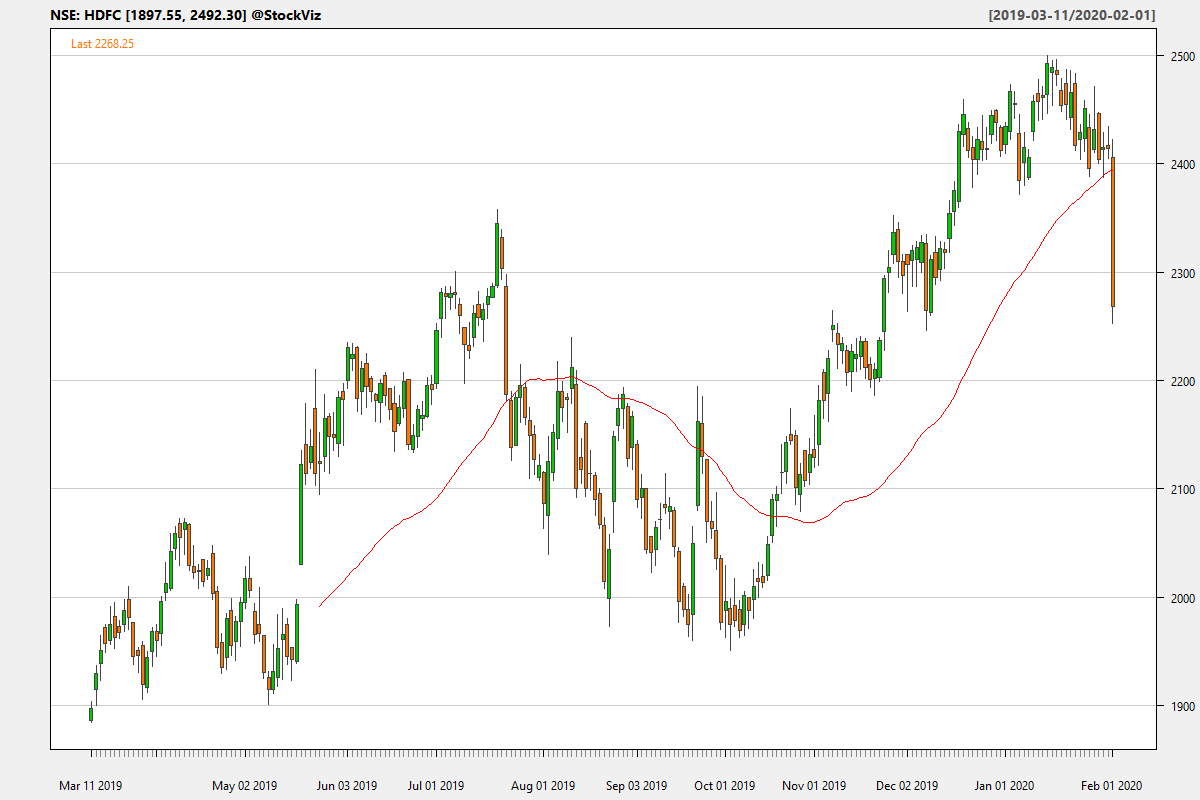 NSE: HDFC [1897.55, 2492.30] @StockViz
[2019-03-11/2020-02-01]
Last 2268.25
2500
2400
2300
2200
2100
2000
1900
Mar 11 2019
May 02 2019
Jun 03 2019
Jul 01 2019
Aug 01 2019
Sep 03 2019
Oct 01 2019
Nov 01 2019
Dec 02 2019
Jan 01 2020
Feb 01 2020